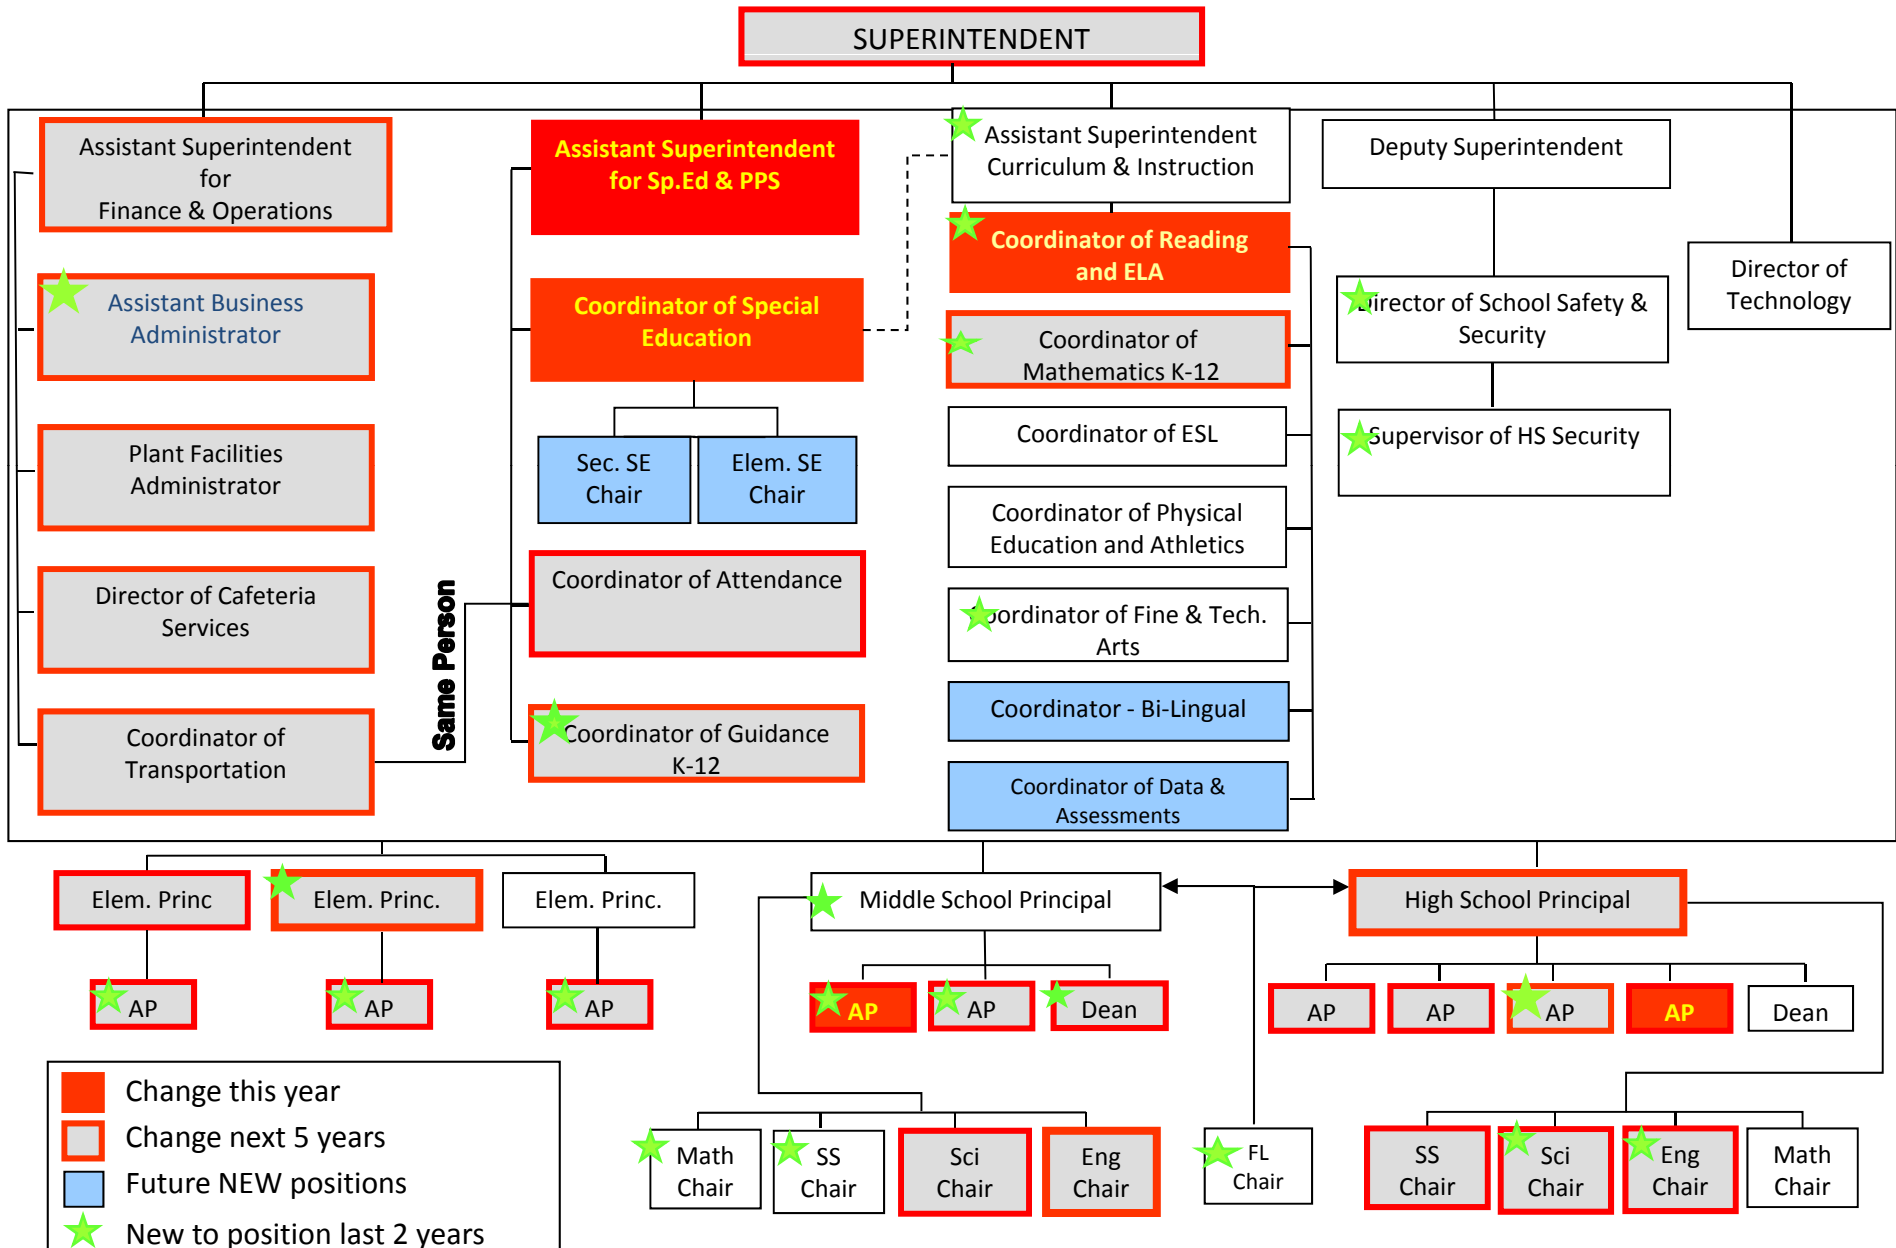 SUPERINTENDENT
Assistant Superintendent
for
Finance & Operations
Assistant Superintendent
for Sp.Ed & PPS
Assistant Superintendent
Curriculum & Instruction
Deputy Superintendent
Coordinator of Reading
and ELA
Director of
Technology
Assistant Business
Administrator
Coordinator of Special
Education
Director of School Safety &
Security
Coordinator of
Mathematics K-12
Coordinator of ESL
Supervisor of HS Security
Plant Facilities
Administrator
Sec. SE
Chair
Elem. SE
Chair
Coordinator of Physical
Education and Athletics
Director of Cafeteria
Services
Same Person
Coordinator of Attendance
Coordinator of Fine & Tech.
Arts
Coordinator - Bi-Lingual
Coordinator of
Transportation
Coordinator of Guidance
K-12
Coordinator of Data &
Assessments
Elem. Princ
Elem. Princ.
Elem. Princ.
Middle School Principal
High School Principal
AP
AP
AP
AP
AP
Dean
AP
AP
AP
AP
Dean
Change this year
Change next 5 years
Future NEW positions
New to position last 2 years
Math
Chair
SS
Chair
Sci
Chair
Eng
Chair
FL
Chair
SS
Chair
Sci
Chair
Eng
Chair
Math
Chair